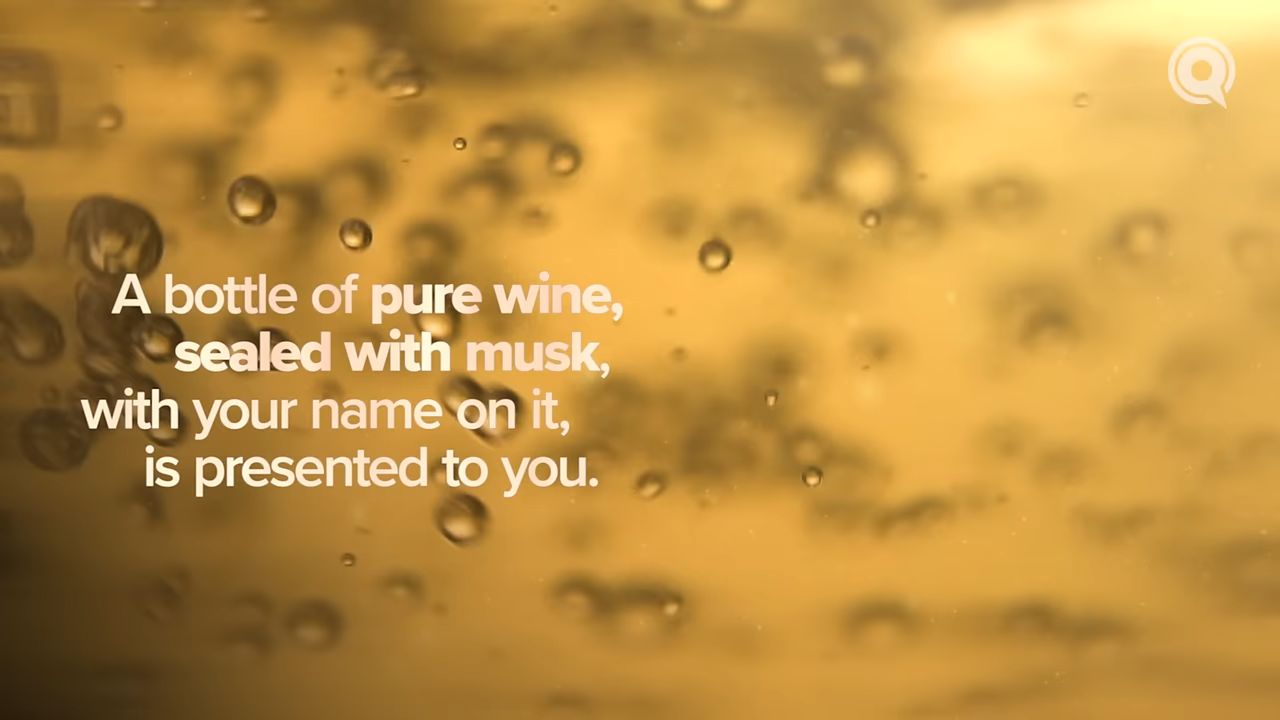 A bottle of pure wine,
sealed with musk,
with your name on it,
is presented to you.